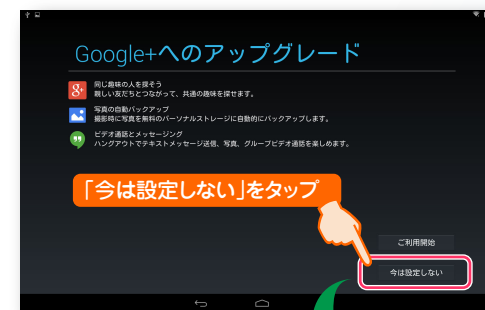 Google+へのアップグレード
8+
同じ趣味の人を探そう
親しい友だちとつながって、共通の趣味を探せます。
写真の自動バックアップ
撮影時に写真を無料のパーソナルストレージに自動的にバックアップします。
ビデオ通話とメッセージング
ハングアウトでテキストメッセージ送信、写真、グループビデオ通話を楽しめます。
「今は設定しない」をタップ
ご利用開始
今は設定しない